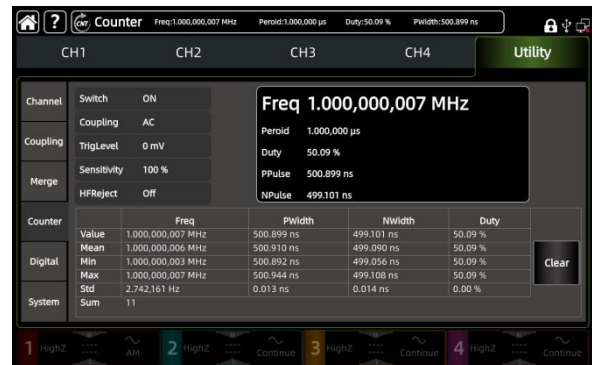 ? CNT Counter Freq:1.000,000,007 MHz Peroid:1.000,000 µs Duty:50.09 % PWidth:500.899 ns
CH1 CH2 CH3 CH4 Utility
Channel
Coupling
Merge
Counter
Digital
System
Switch ON
Coupling AC
TrigLevel 0 mV
Sensitivity 100 %
HFReject Off
Freq 1.000,000,007 MHz
Peroid 1.000,000 µs
Duty 50.09 %
PPulse 500.899 ns
NPulse 499.101 ns
Freq PWidth NWidth Duty
Value 1.000,000,007 MHz 500.899 ns 499.101 ns 50.09 %
Mean 1.000,000,006 MHz 500.910 ns 499.090 ns 50.09 %
Min 1.000,000,003 MHz 500.892 ns 499.056 ns 50.09 %
Max 1.000,000,007 MHz 500.944 ns 499.108 ns 50.09 %
Std 2.742,161 Hz 0.013 ns 0.014 ns 0.00 %
Sum 11
Clear
1 HighZ AM 2 HighZ Continue 3 HighZ Continue 4 HighZ Continue